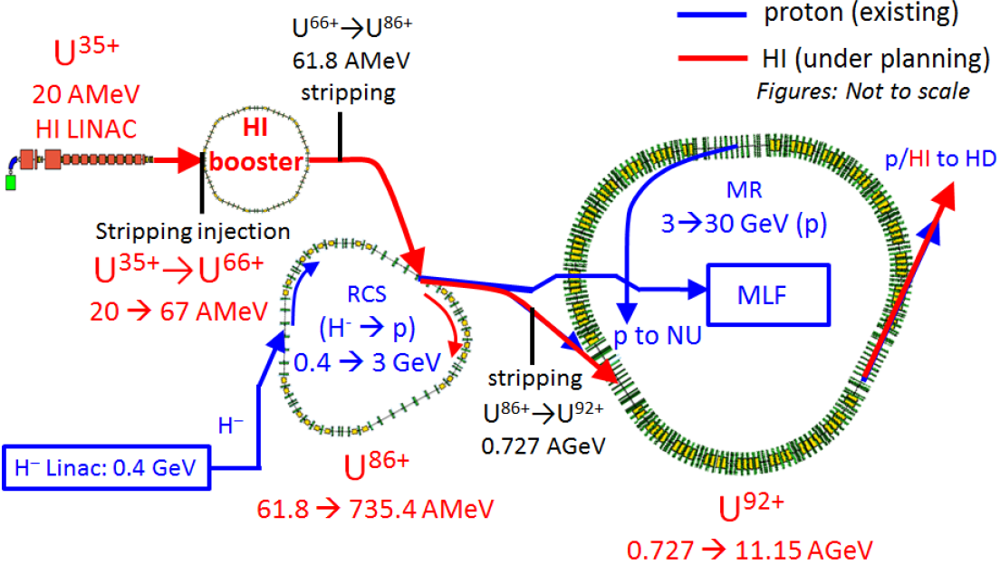 proton (existing)
HI (under planning)
Figures: Not to scale
U35+
20 AMeV
HI LINAC
HI
booster
U66+→U86+
61.8 AMeV
stripping
Stripping injection
U35+→U66+
20 → 67 AMeV
RCS
(H- → p)
0.4 → 3 GeV
H–
H– Linac: 0.4 GeV
U86+
61.8 → 735.4 AMeV
stripping
U86+→U92+
0.727 AGeV
MR
3→30 GeV (p)
MLF
p to NU
p/HI to HD
U92+
0.727 → 11.15 AGeV